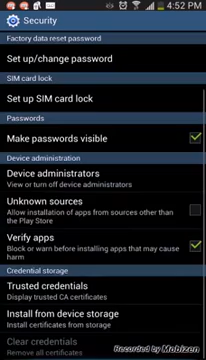 4:52 PM
Security
Factory data reset password
Set up/change password
SIM card lock
Set up SIM card lock
Passwords
Make passwords visible
Device administration
Device administrators
View or turn off device administrators
Unknown sources
Allow installation of apps from sources other than
the Play Store
Verify apps
Block or warn before installing apps that may cause
harm
Credential storage
Trusted credentials
Display trusted CA certificates
Install from device storage
Install certificates from storage
Clear credentials
Remove all certificates
Recorded by Mobizen